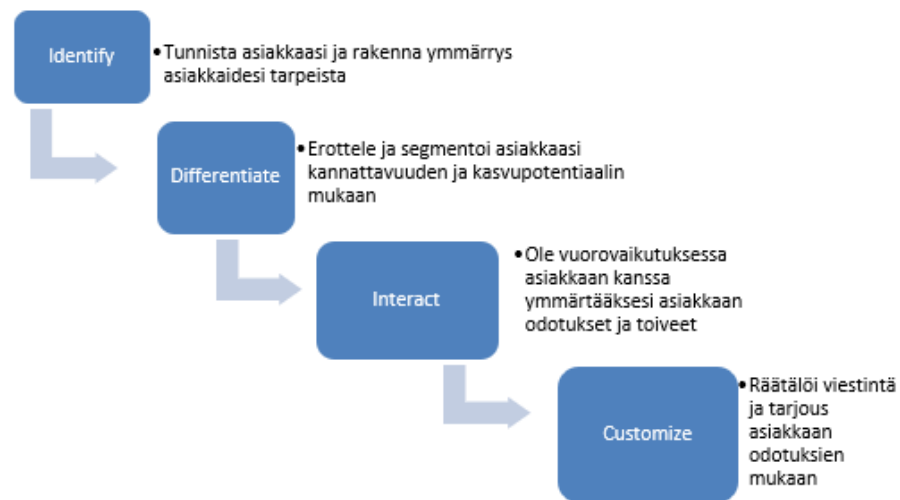 Identify
•Tunnista asiakkaasi ja rakenna ymmärrys
asiakkaidesi tarpeista
Differentiate
•Erottele ja segmentoi asiakkaasi
kannattavuuden ja kasvupotentiaalin
mukaan
Interact
•Ole vuorovaikutuksessa
asiakkaan kanssa
ymmärtääksesi asiakkaan
odotukset ja toiveet
Customize
•Räätälöi viestintä
ja tarjous
asiakkaan
odotuksien
mukaan